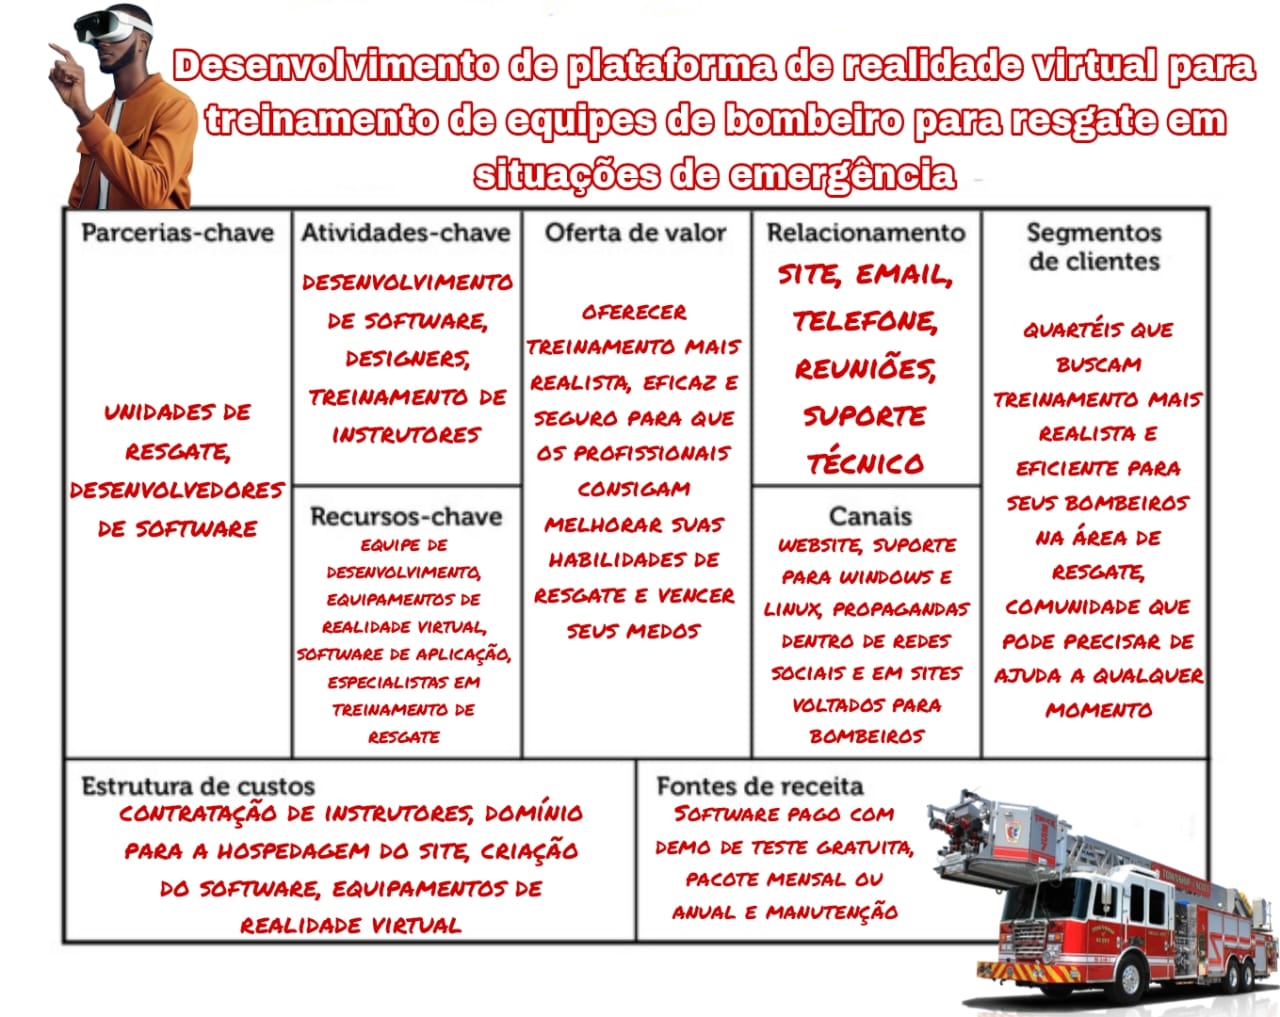 Desenvolvimento de plataforma de realidade virtual para
treinamento de equipes de bombeiro para resgate em
situações de emergência
Parcerias-chave
UNIDADES DE
RESGATE,
DESENVOLVEDORES
DE SOFTWARE
Atividades-chave
DESENVOLVIMENTO
DE SOFTWARE,
DESIGNERS,
TREINAMENTO DE
INSTRUTORES
Recursos-chave
EQUIPE DE
DESENVOLVIMENTO,
EQUIPAMENTOS DE
REALIDADE VIRTUAL,
SOFTWARE DE APLICAÇÃO,
ESPECIALISTAS EM
TREINAMENTO DE
RESGATE
Oferta de valor
OFERECER
TREINAMENTO MAIS
REALISTA, EFICAZ E
SEGURO PARA QUE
OS PROFISSIONAIS
CONSIGAM
MELHORAR SUAS
HABILIDADES DE
RESGATE E VENCER
SEUS MEDOS
Relacionamento
SITE, EMAIL,
TELEFONE,
REUNIÕES,
SUPORTE
TÉCNICO
Canais
WEBSITE, SUPORTE
PARA WINDOWS E
LINUX, PROPAGANDAS
DENTRO DE REDES
SOCIAIS E EM SITES
VOLTADOS PARA
BOMBEIROS
Segmentos
de clientes
QUARTÉIS QUE
BUSCAM
TREINAMENTO MAIS
REALISTA E
EFICIENTE PARA
SEUS BOMBEIROS
NA ÁREA DE
RESGATE,
COMUNIDADE QUE
PODE PRECISAR DE
AJUDA A QUALQUER
MOMENTO
Estrutura de custos
CONTRATAÇÃO DE INSTRUTORES, DOMÍNIO
PARA A HOSPEDAGEM DO SITE, CRIAÇÃO
DO SOFTWARE, EQUIPAMENTOS DE
REALIDADE VIRTUAL
Fontes de receita
SOFTWARE PAGO COM
DEMO DE TESTE GRATUITA,
PACOTE MENSAL OU
ANUAL E MANUTENÇÃO